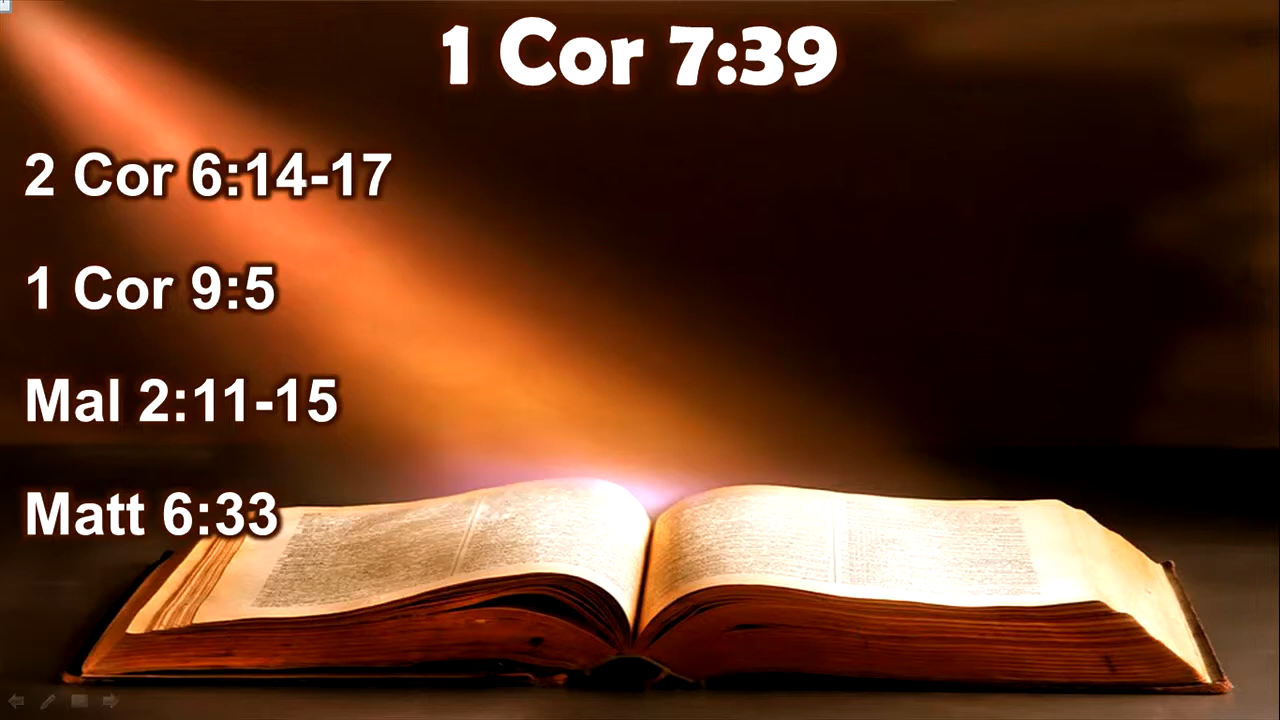 1 Cor 7:39
2 Cor 6:14-17
1 Cor 9:5
Mal 2:11-15
Matt 6:33